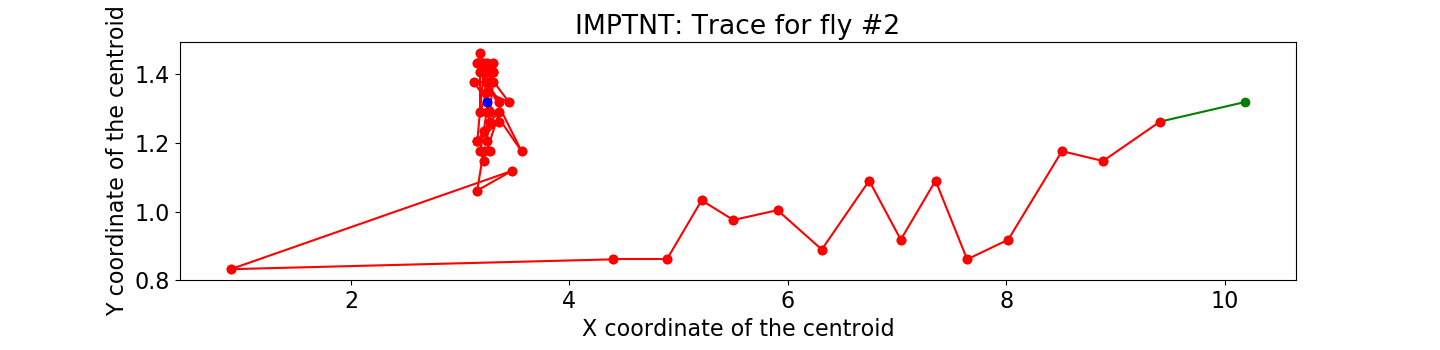 IMPTNT: Trace for fly #2
Y coordinate of the centroid
1.4
1.2
1.0
0.8
2 4 6 8 10
X coordinate of the centroid